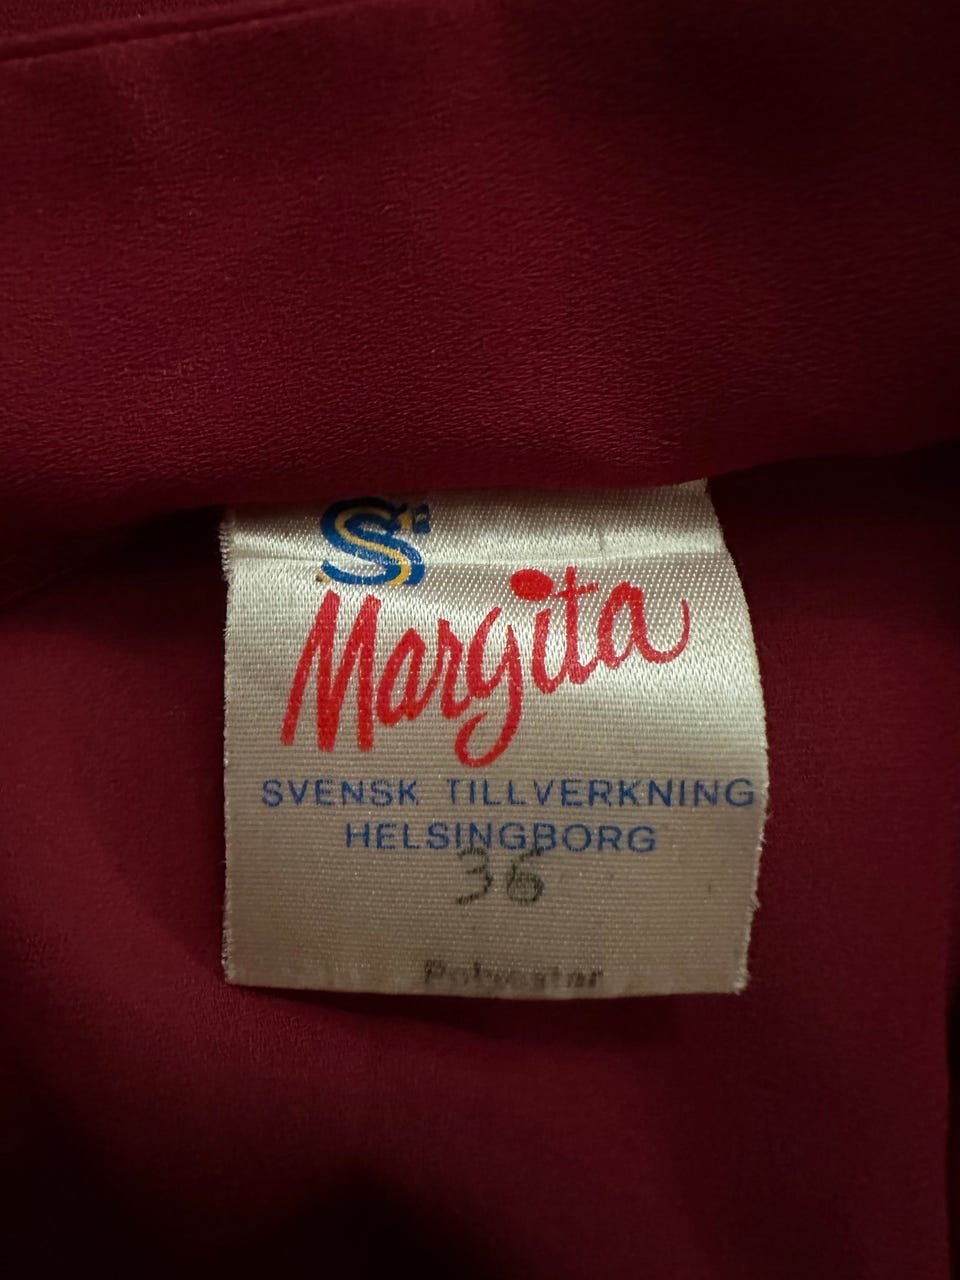 S
Margita
SVENSK TILLVERKNING
HELSINGBORG
36
Polyester